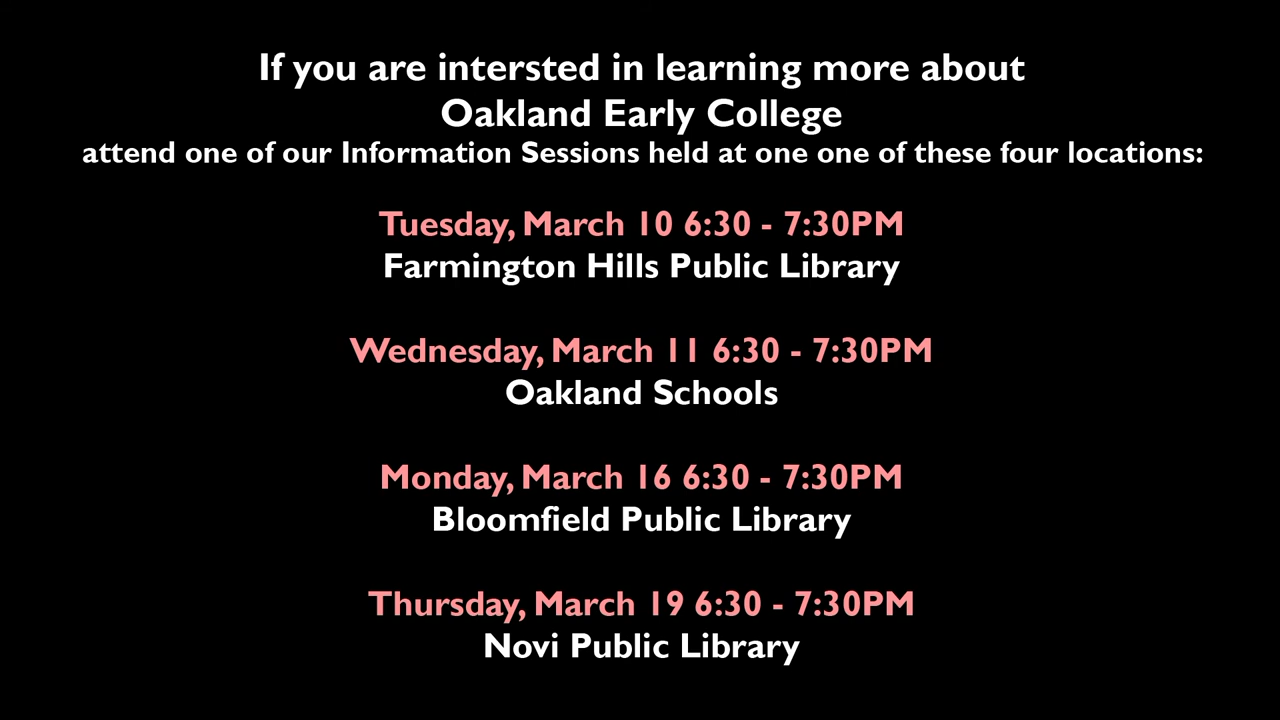 If you are intersted in learning more about
Oakland Early College
attend one of our Information Sessions held at one one of these four locations:
Tuesday, March 10 6:30 - 7:30PM
Farmington Hills Public Library
Wednesday, March 11 6:30 - 7:30PM
Oakland Schools
Monday, March 16 6:30 - 7:30PM
Bloomfield Public Library
Thursday, March 19 6:30 - 7:30PM
Novi Public Library